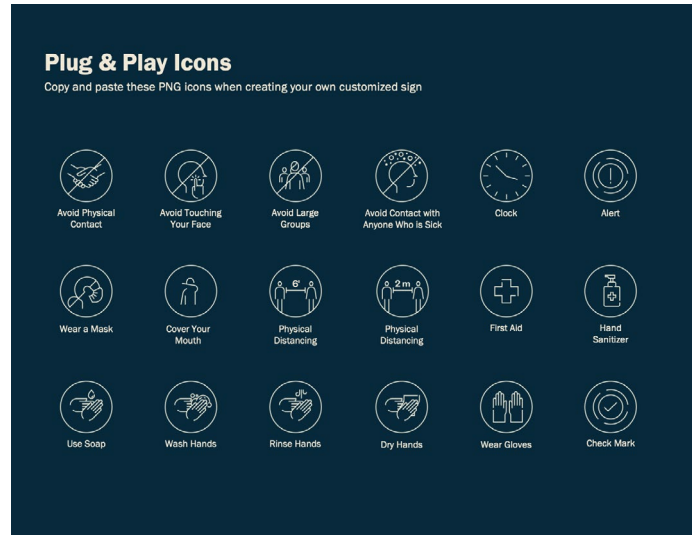 Plug & Play Icons
Copy and paste these PNG icons when creating your own customized sign
Avoid Physical
Contact
Avoid Touching
Your Face
Avoid Large
Groups
Avoid Contact with
Anyone Who is Sick
Clock
Alert
Wear a Mask
Cover Your
Mouth
6'
Physical
Distancing
2 m
Physical
Distancing
First Aid
Hand
Sanitizer
Use Soap
Wash Hands
Rinse Hands
Dry Hands
Wear Gloves
Check Mark